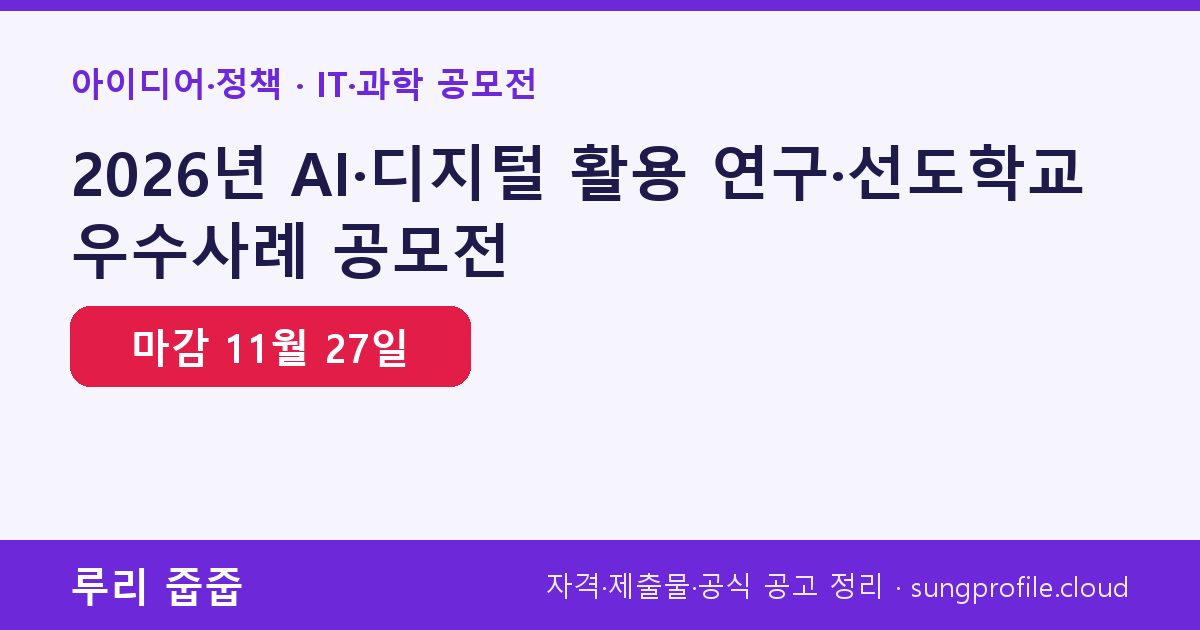 아이디어·정책 · IT·과학 공모전
2026년 AI·디지털 활용 연구·선도학교
우수사례 공모전
마감 11월 27일
루리 줍줍
자격·제출물·공식 공고 정리 · sungprofile.cloud